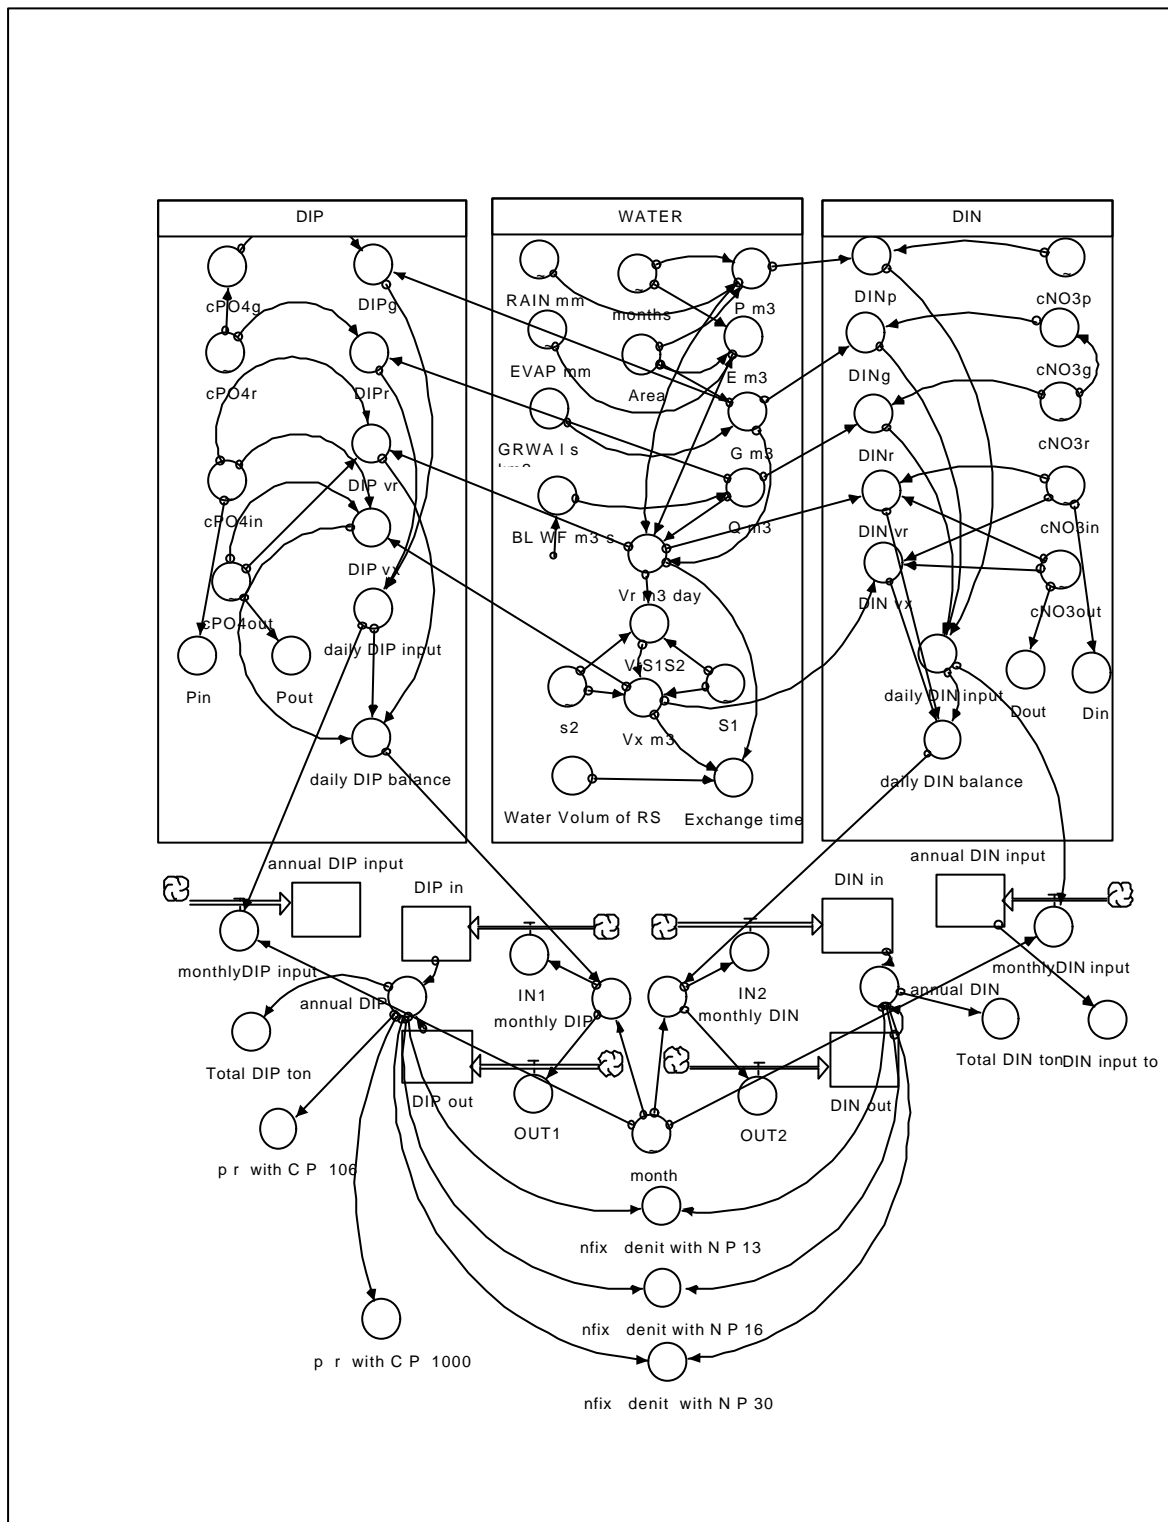 DIP
WATER
DIN
cPO4g
DIPg
cPO4r
DIPr
cPO4in
DIP vr
cPO4out
DIP vx
daily DIP input
Pin
Pout
daily DIP balance
RAIN mm
months
P m3
EVAP mm
Area
E m3
GRWA l s
G m3
BL WF m3 s
Q m3
Vr m3 day
VrS1S2
s2
Vx m3
S1
Water Volum of RS
Exchange time
DINp
cNO3p
DINg
cNO3g
DINr
cNO3r
DIN vr
cNO3in
DIN vx
cNO3out
daily DIN input
Dout
Din
daily DIN balance
annual DIP input
DIP in
DIN in
annual DIN input
monthlyDIP input
annual DIP
IN1
monthly DIP
IN2
monthly DIN
annual DIN
monthlyDIN input
Total DIP ton
DIP out
OUT1
OUT2
DIN out
Total DIN ton
DIN input to
p r with C P 106
month
nfix denit with N P 13
nfix denit with N P 16
p r with C P 1000
nfix denit with N P 30